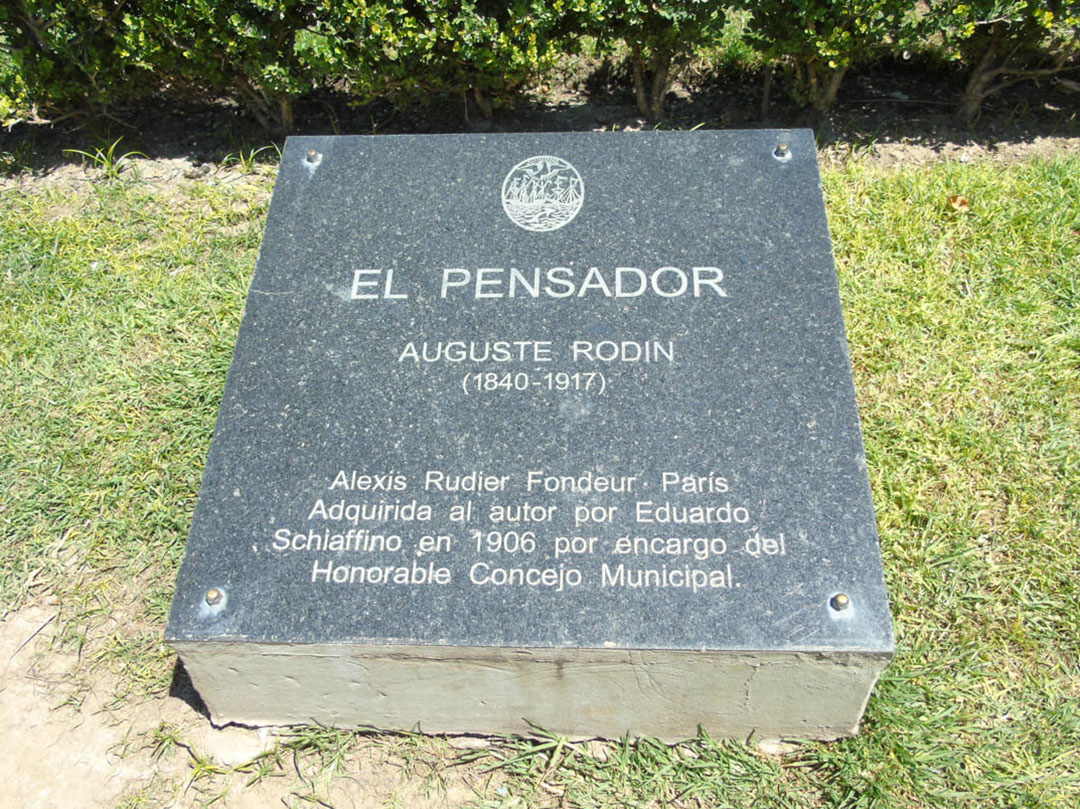 EL PENSADOR
AUGUSTE RODIN
(1840-1917)
Alexis Rudier Fondeur. París
Adquirida al autor por Eduardo
Schiaffino en 1906 por encargo del
Honorable Concejo Municipal.